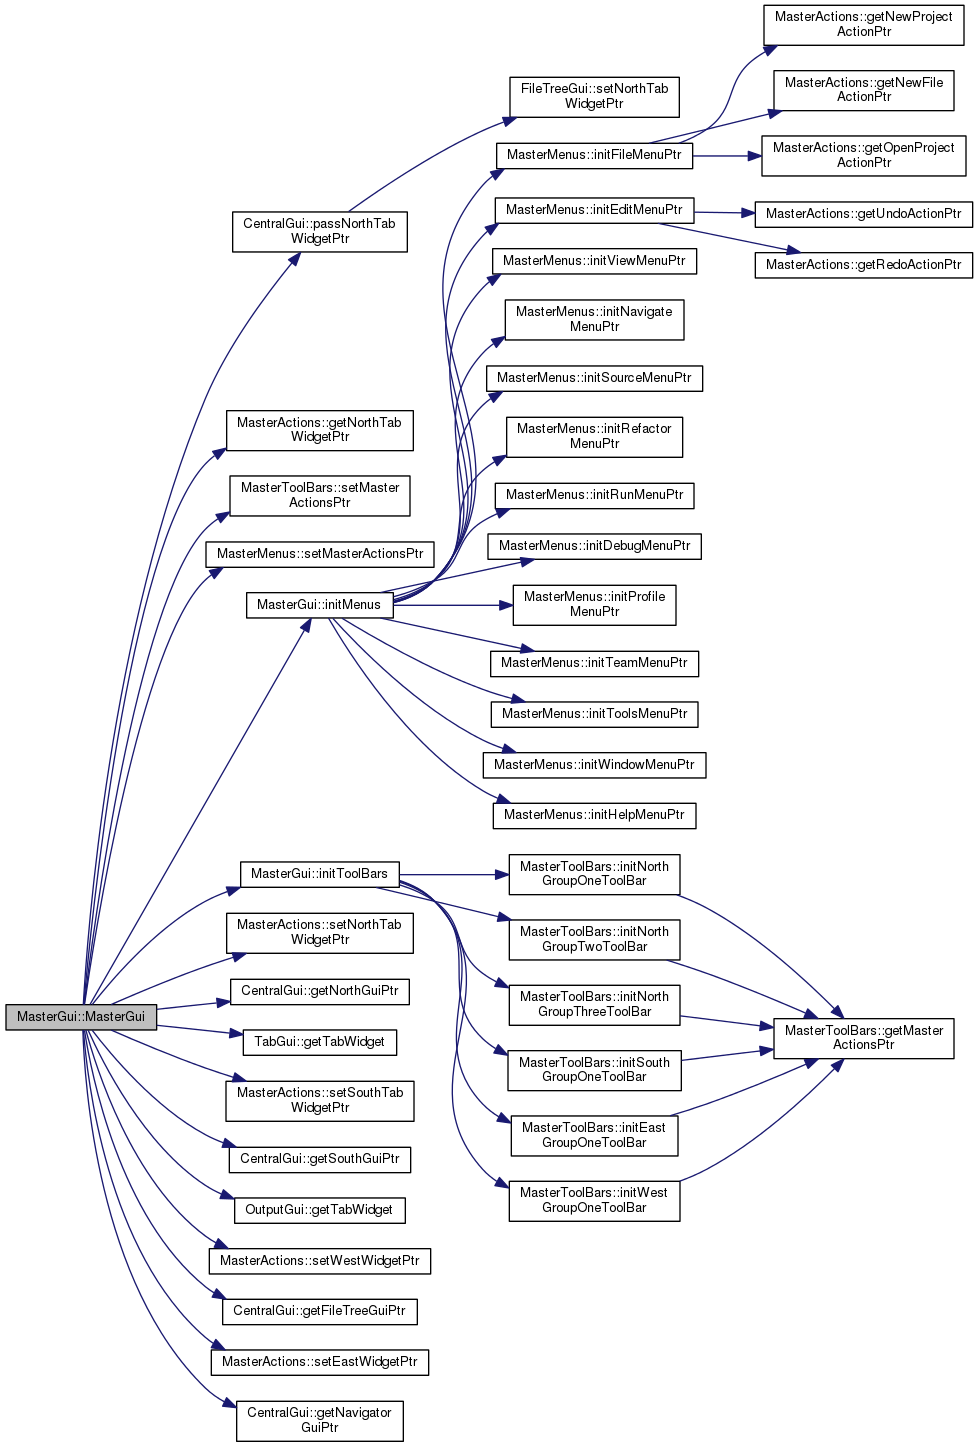 MasterActions::getNewProject
ActionPtr
MasterActions::getNewFile
ActionPtr
FileTreeGui::setNorthTab
WidgetPtr
MasterMenus::initFileMenuPtr
MasterActions::getOpenProject
ActionPtr
MasterMenus::initEditMenuPtr
MasterActions::getUndoActionPtr
CentralGui::passNorthTab
WidgetPtr
MasterMenus::initViewMenuPtr
MasterActions::getRedoActionPtr
MasterMenus::initNavigate
MenuPtr
MasterMenus::initSourceMenuPtr
MasterActions::getNorthTab
WidgetPtr
MasterMenus::initRefactor
MenuPtr
MasterToolBars::setMaster
ActionsPtr
MasterMenus::initRunMenuPtr
MasterMenus::setMasterActionsPtr
MasterMenus::initDebugMenuPtr
MasterGui::initMenus
MasterMenus::initProfile
MenuPtr
MasterMenus::initTeamMenuPtr
MasterMenus::initToolsMenuPtr
MasterMenus::initWindowMenuPtr
MasterMenus::initHelpMenuPtr
MasterGui::initToolBars
MasterToolBars::initNorth
GroupOneToolBar
MasterActions::setNorthTab
WidgetPtr
MasterToolBars::initNorth
GroupTwoToolBar
CentralGui::getNorthGuiPtr
MasterToolBars::initNorth
GroupThreeToolBar
MasterGui::MasterGui
TabGui::getTabWidget
MasterToolBars::getMaster
ActionsPtr
MasterToolBars::initSouth
GroupOneToolBar
MasterActions::setSouthTab
WidgetPtr
MasterToolBars::initEast
GroupOneToolBar
CentralGui::getSouthGuiPtr
MasterToolBars::initWest
GroupOneToolBar
OutputGui::getTabWidget
MasterActions::setWestWidgetPtr
CentralGui::getFileTreeGuiPtr
MasterActions::setEastWidgetPtr
CentralGui::getNavigator
GuiPtr